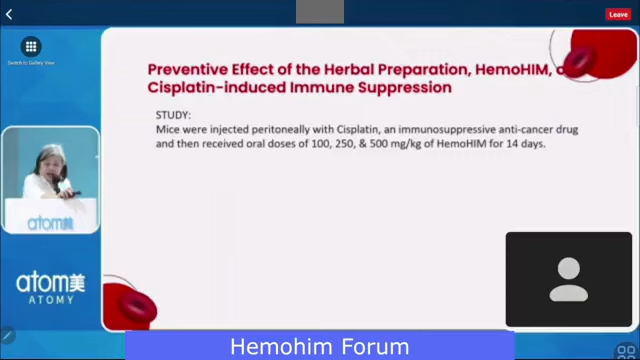 Leave
Switch to Gallery View
Preventive Effect of the Herbal Preparation, HemoHIM, o
Cisplatin-induced Immune Suppression
STUDY:
Mice were injected peritoneally with Cisplatin, an immunosuppressive anti-cancer drug
and then received oral doses of 100, 250, & 500 mg/kg of HemoHIM for 14 days.
atom美
atom美
ATOMY
Hemohim Forum